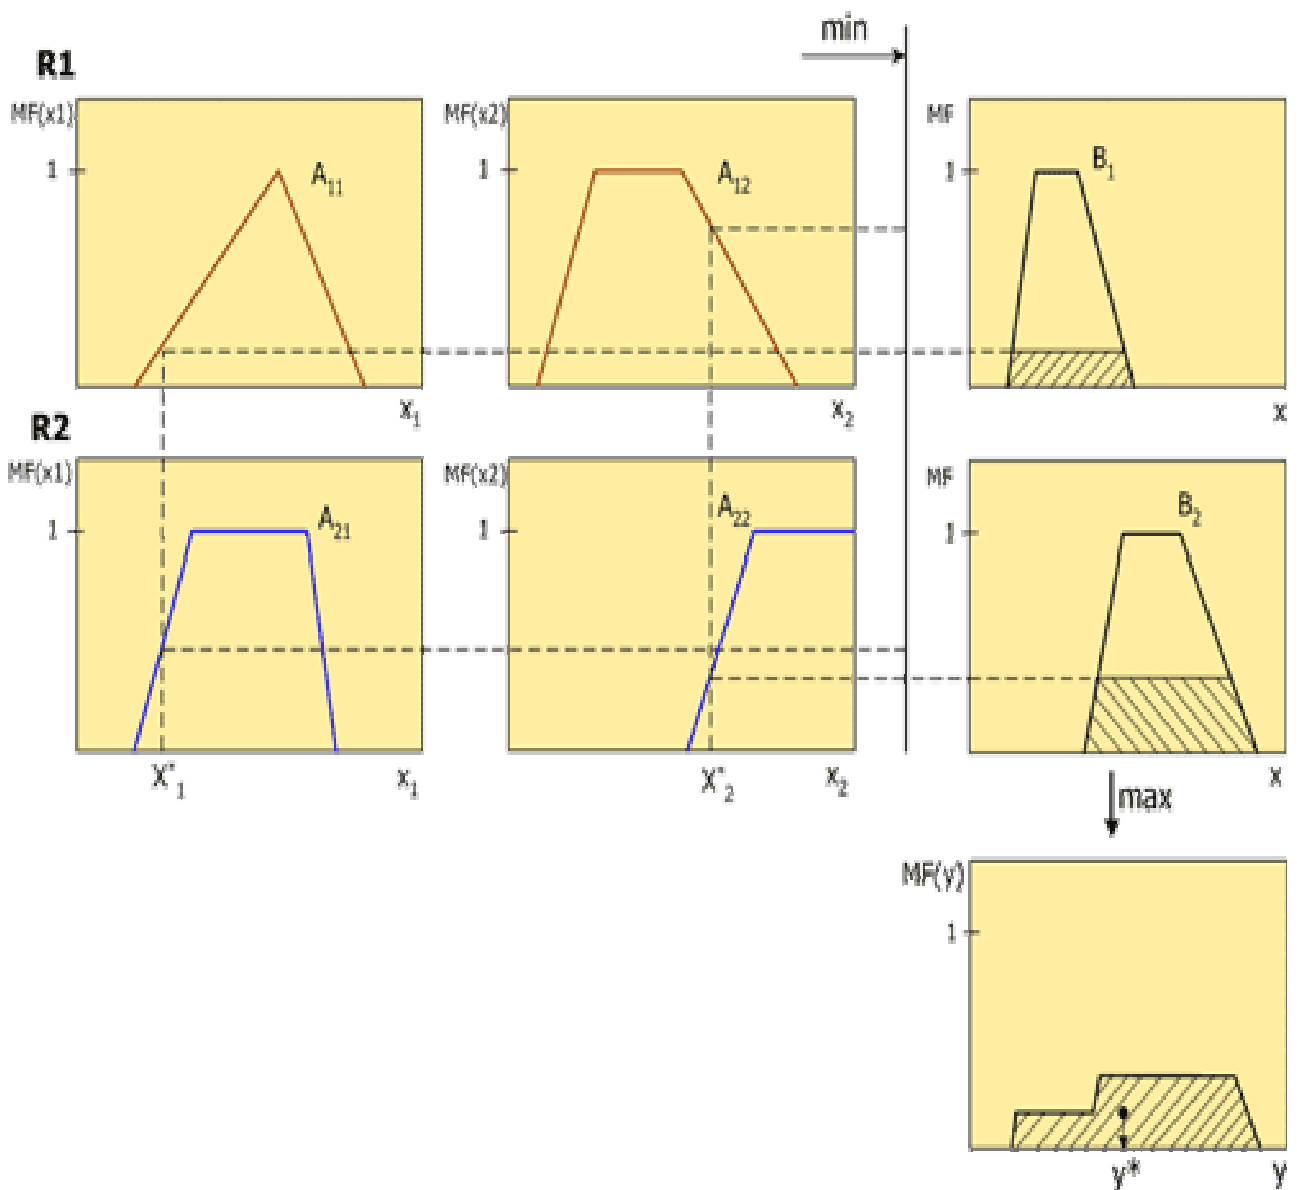 min
R1
MF(x1) MF(x2) MF
1 A11 1 A12 1 B1
x1 x2 x
R2
MF(x1) MF(x2) MF
1 A21 1 A22 1 B2
X*1 x1 X*2 x2 x
max
MF(y)
1
y* y